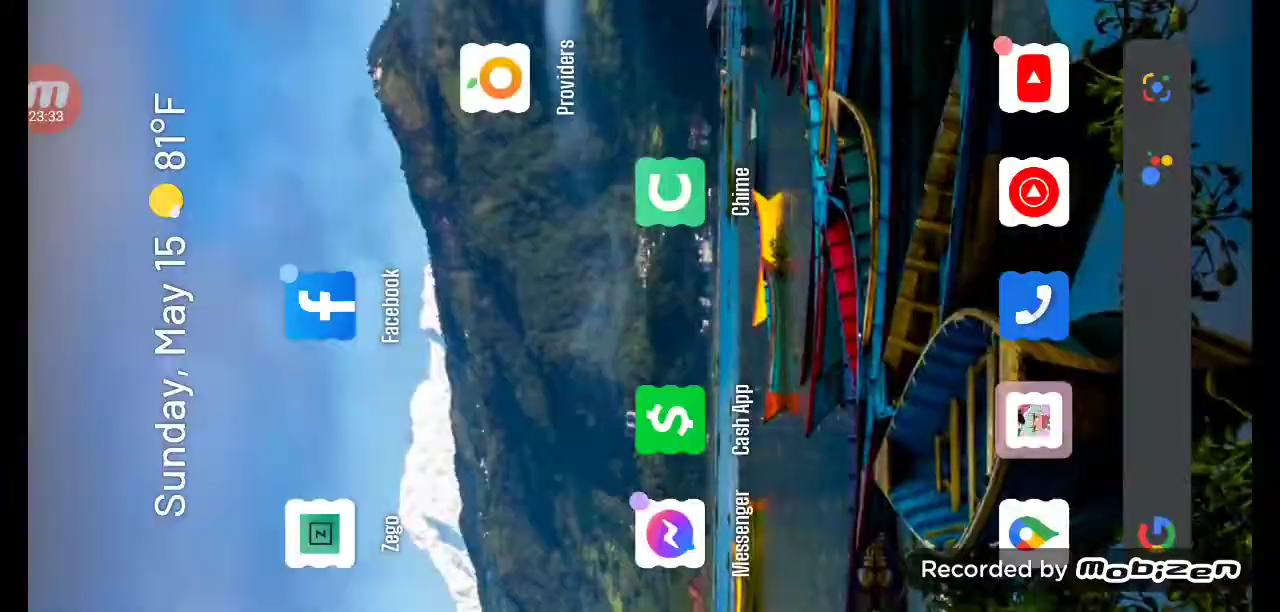 23:33
Sunday, May 15 81°F
Zego
Facebook
Providers
Messenger
Cash App
Chime
Recorded by mobizen